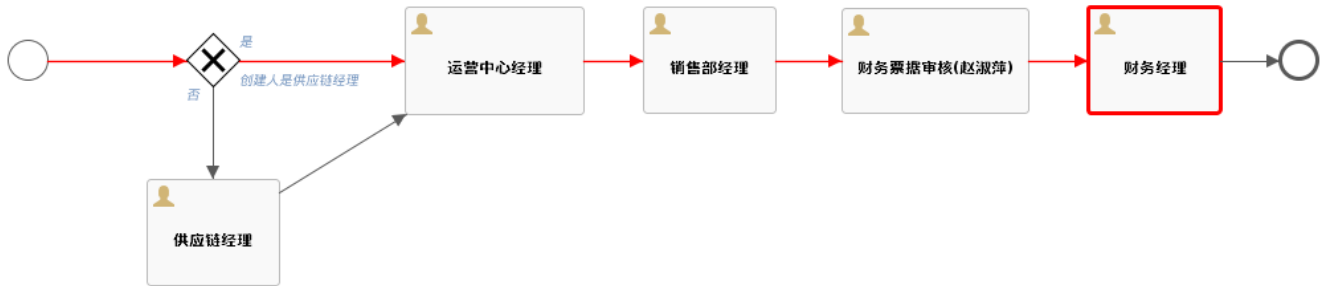 是
创建人是供应链经理
否
运营中心经理
销售部经理
财务票据审核(赵淑萍)
财务经理
供应链经理